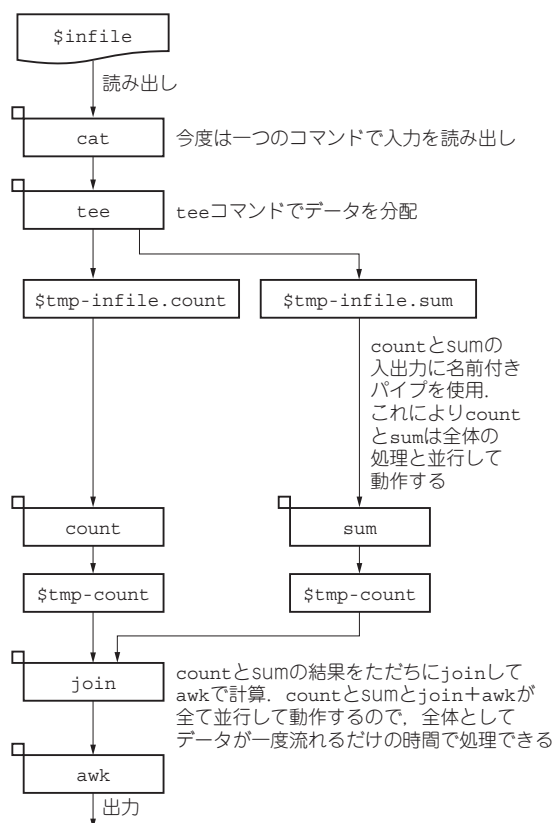 $infile
読み出し
cat
今度は一つのコマンドで入力を読み出し
tee
teeコマンドでデータを分配
$tmp-infile.count
$tmp-infile.sum
countとsumの
入出力に名前付き
パイプを使用．
これによりcount
とsumは全体の
処理と並行して
動作する
count
sum
$tmp-count
$tmp-count
join
countとsumの結果をただちにjoinして
awkで計算．countとsumとjoin＋awkが
全て並行して動作するので，全体として
データが一度流れるだけの時間で処理できる
awk
出力